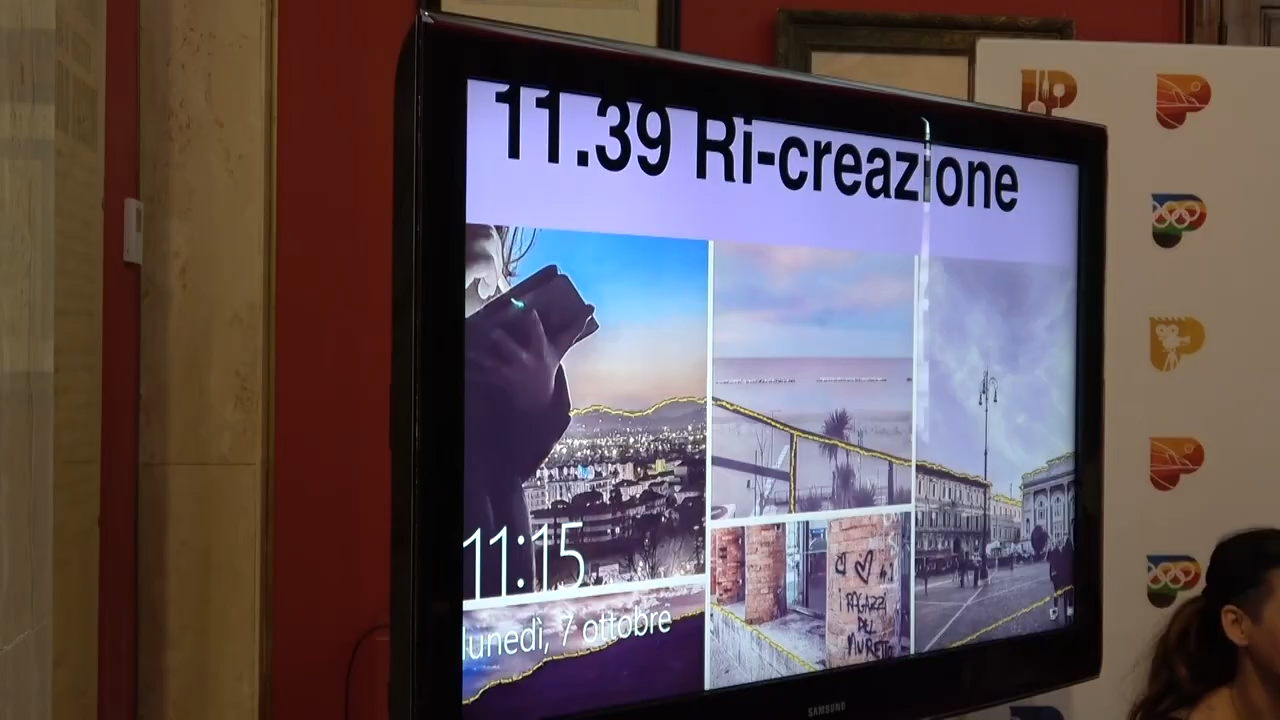 11.39 Ri-creazione
11:15
lunedì, 7 ottobre
i RAGAZZI
DEL
MURETTO
SAMSUNG